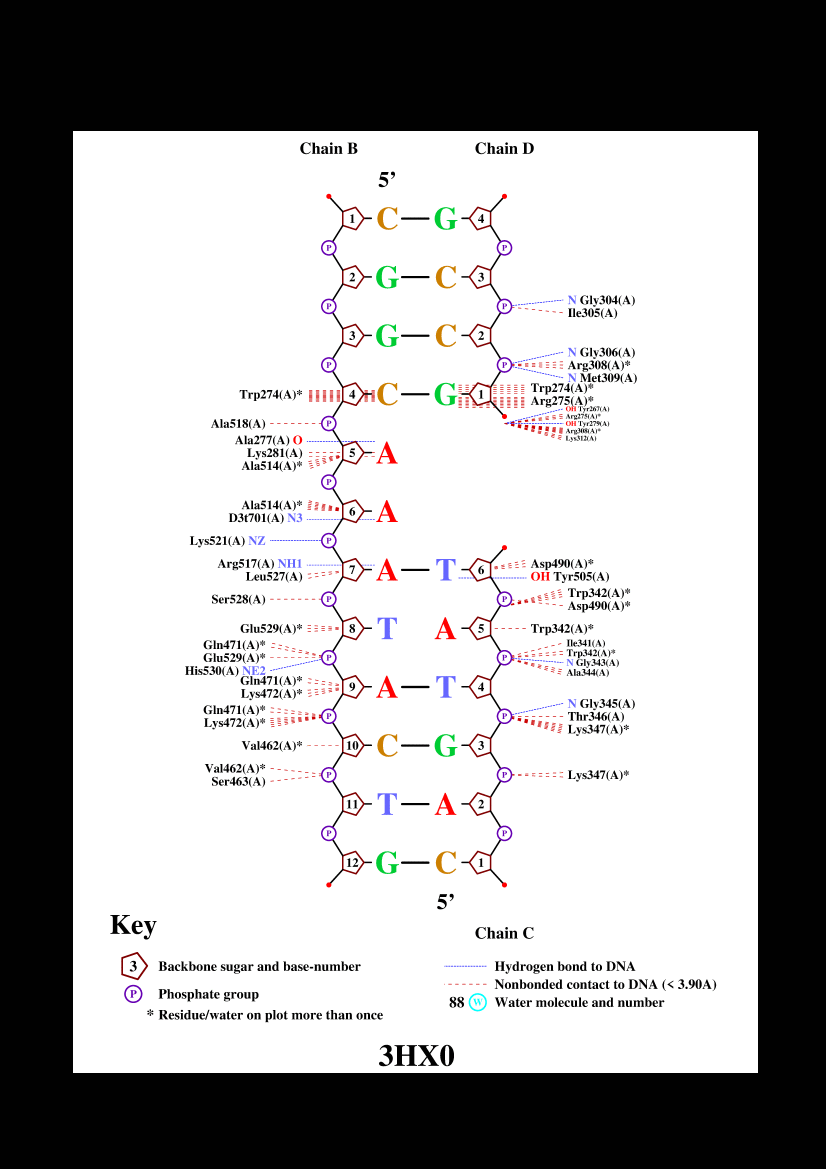 Chain B Chain D
5’
1 C G 4
P P
2 G C 3
N Gly304(A)
P P
Ile305(A)
3 G C 2
N Gly306(A)
P P Arg308(A)*
N Met309(A)
Trp274(A)* 4 C G 1 Trp274(A)*
Arg275(A)*
OH Tyr267(A)
Arg275(A)*
Ala518(A) P OH Tyr279(A)
Arg308(A)*
Lys312(A)
Ala277(A) O
Lys281(A) 5 A
Ala514(A)*
P
Ala514(A)* 6 A
D3t701(A) N3
Lys521(A) NZ P
Arg517(A) NH1 7 A T 6 Asp490(A)*
Leu527(A) OH Tyr505(A)
Trp342(A)*
Ser528(A) P P
Asp490(A)*
Glu529(A)* 8 T A 5 Trp342(A)*
Gln471(A)* Ile341(A)
Glu529(A)* P P Trp342(A)*
His530(A) NE2 N Gly343(A)
Ala344(A)
Gln471(A)* 9 A T 4
Lys472(A)*
N Gly345(A)
Gln471(A)* P P Thr346(A)
Lys472(A)* Lys347(A)*
Val462(A)* 10 C G 3
Val462(A)* P P Lys347(A)*
Ser463(A)
11 T A 2
P P
12 G C 1
5’
Key
Chain C
3 Backbone sugar and base-number
Hydrogen bond to DNA
Nonbonded contact to DNA (< 3.90A)
P Phosphate group
88 W Water molecule and number
* Residue/water on plot more than once
3HX0